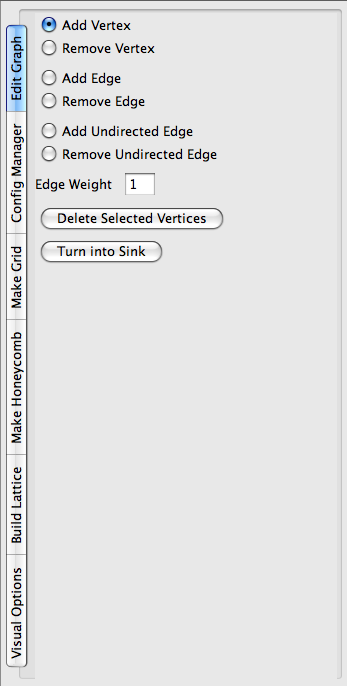 Edit Graph
Config Manager
Make Grid
Make Honeycomb
Build Lattice
Visual Options
Add Vertex
Remove Vertex
Add Edge
Remove Edge
Add Undirected Edge
Remove Undirected Edge
Edge Weight 1
Delete Selected Vertices
Turn into Sink